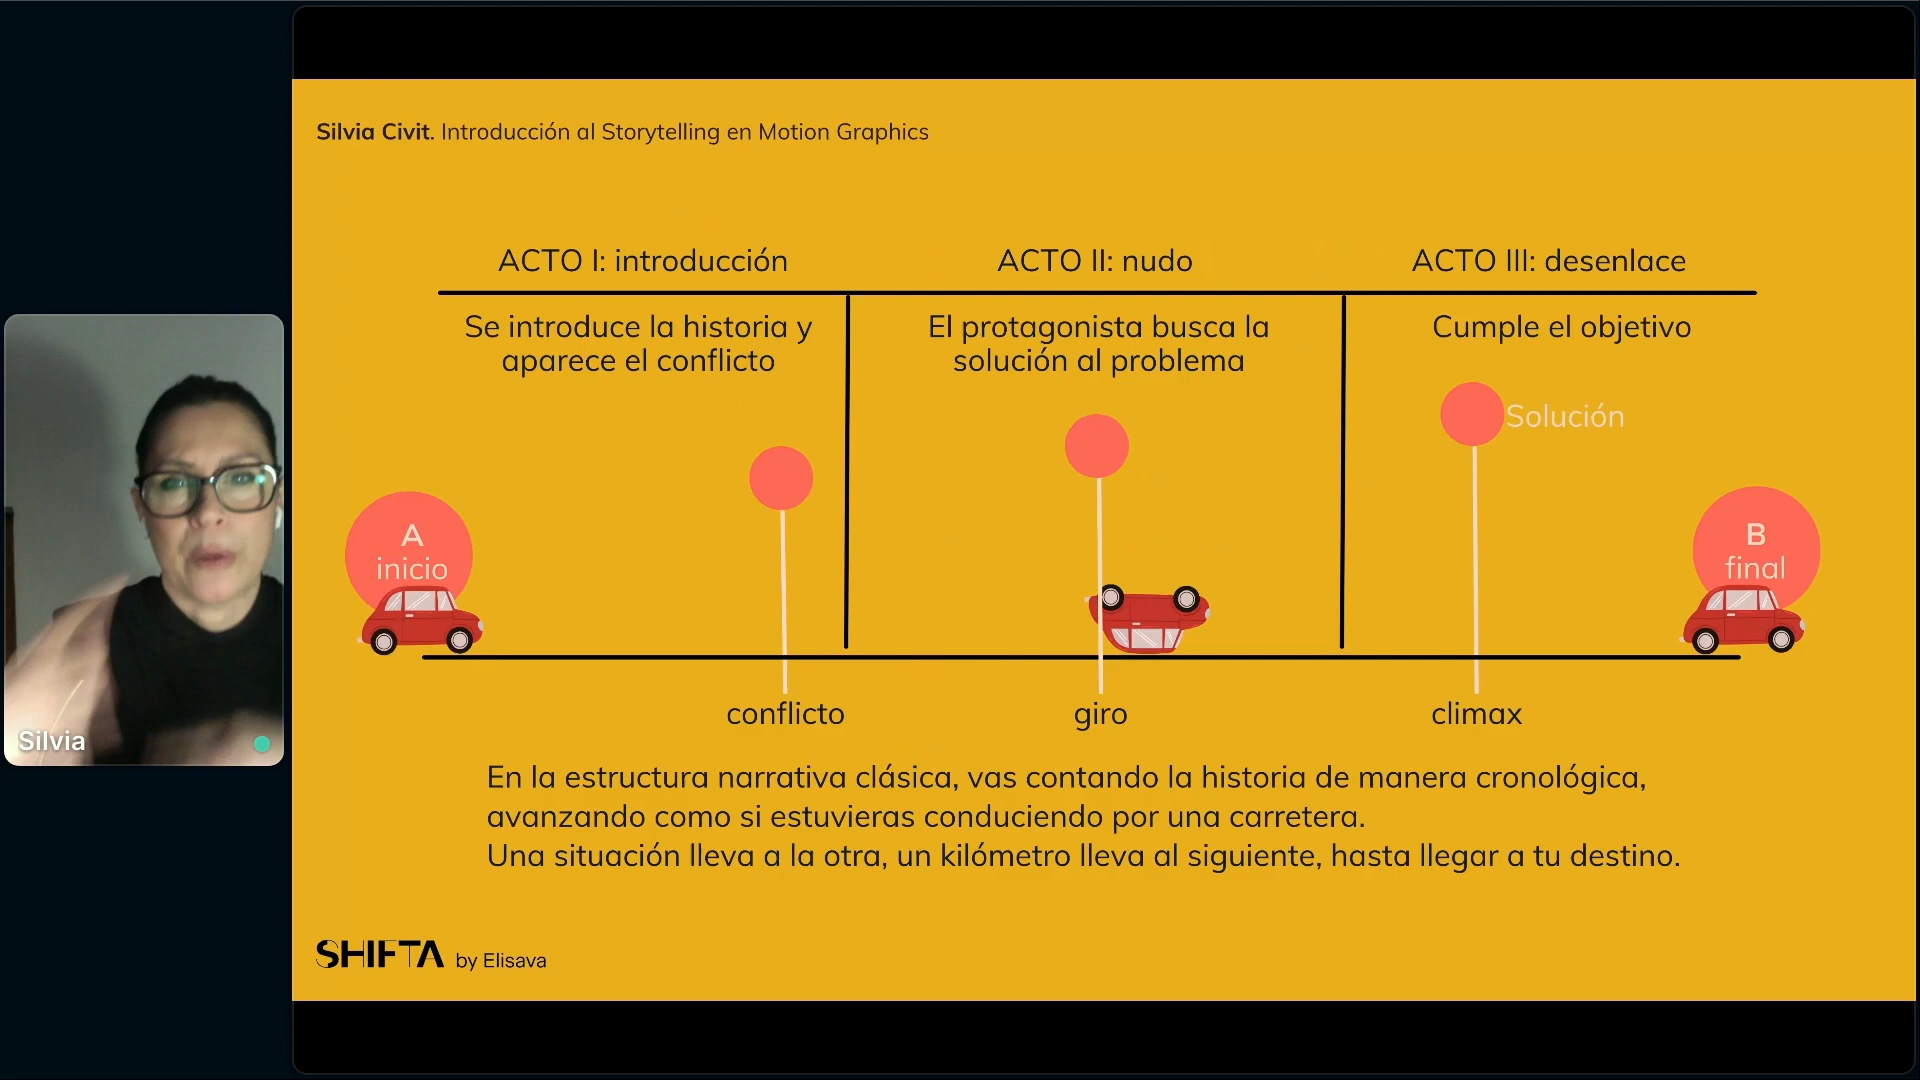 Silvia Civit. Introducción al Storytelling en Motion Graphics
ACTO I: introducción
ACTO II: nudo
ACTO III: desenlace
Se introduce la historia y
aparece el conflicto
El protagonista busca la
solución al problema
Cumple el objetivo
Solución
A
inicio
B
final
conflicto
giro
climax
Silvia
En la estructura narrativa clásica, vas contando la historia de manera cronológica,
avanzando como si estuvieras conduciendo por una carretera.
Una situación lleva a la otra, un kilómetro lleva al siguiente, hasta llegar a tu destino.
SHIFTA by Elisava